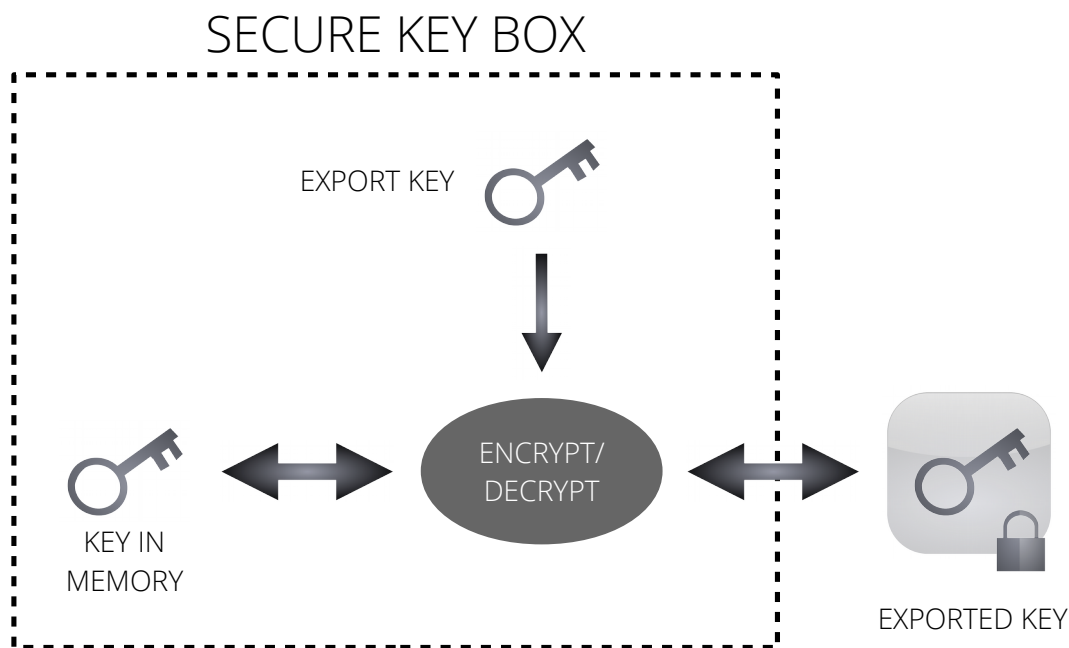 SECURE KEY BOX
EXPORT KEY
ENCRYPT/
DECRYPT
KEY IN
MEMORY
EXPORTED KEY